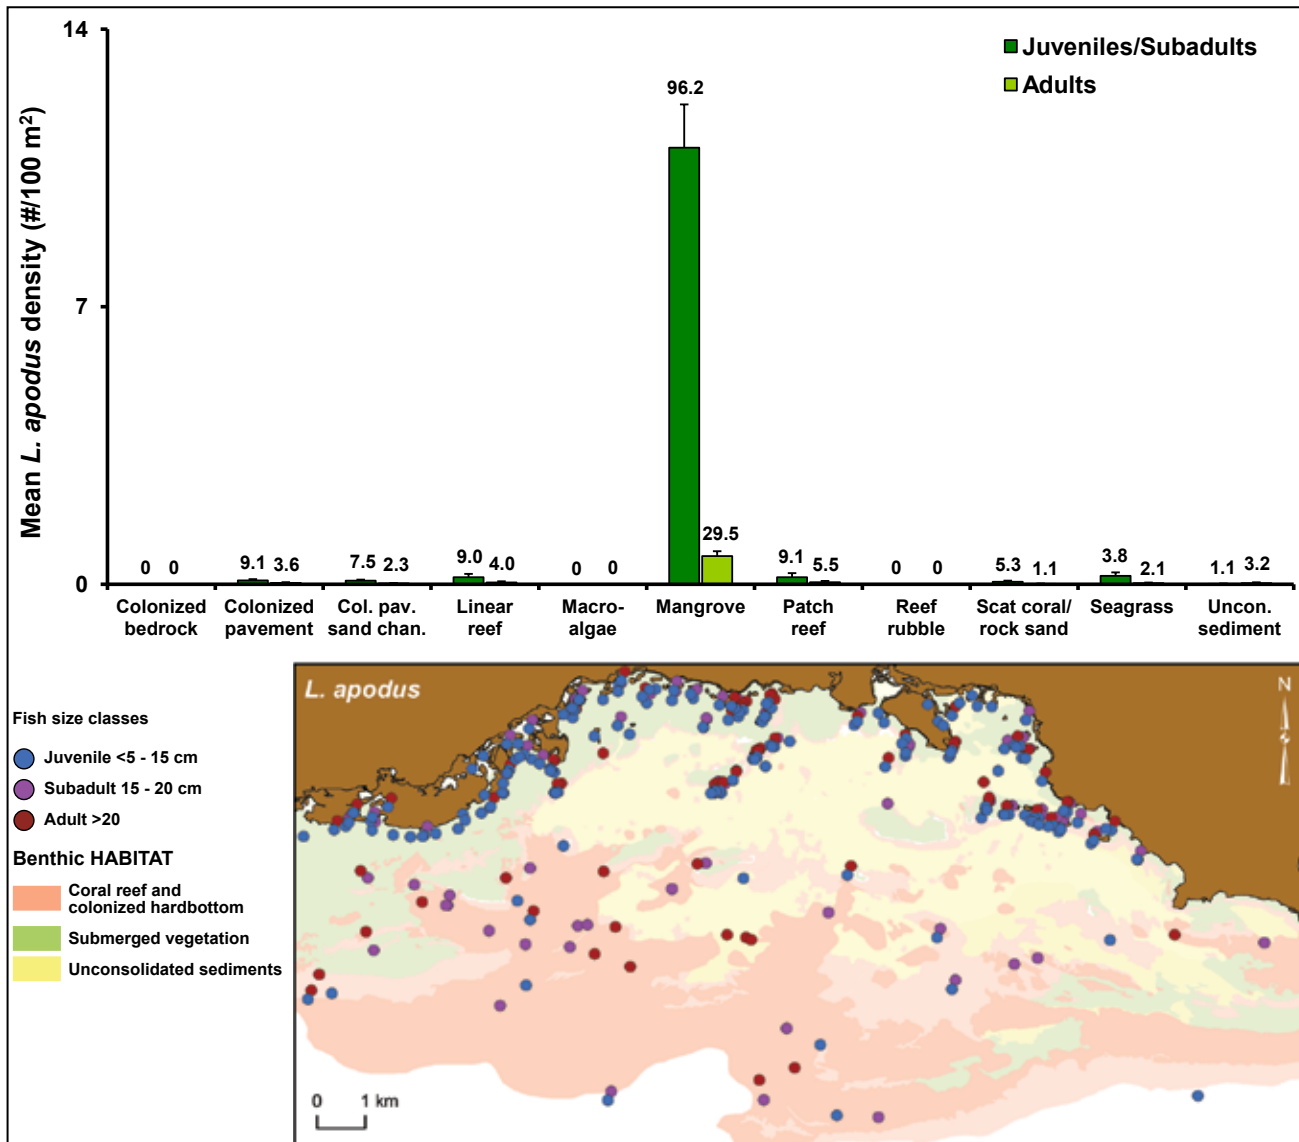 14
Juveniles/Subadults
Adults
Mean L. apodus density (#/100 m²)
7
0
0 0 9.1 3.6 7.5 2.3 9.0 4.0 0 0 96.2 29.5 9.1 5.5 0 0 5.3 1.1 3.8 2.1 1.1 3.2
Colonized bedrock
Colonized pavement
Col. pav. sand chan.
Linear reef
Macro-algae
Mangrove
Patch reef
Reef rubble
Scat coral/ rock sand
Seagrass
Uncon. sediment
L. apodus
N
Fish size classes
Juvenile <5 - 15 cm
Subadult 15 - 20 cm
Adult >20
Benthic HABITAT
Coral reef and
colonized hardbottom
Submerged vegetation
Unconsolidated sediments
0 1 km